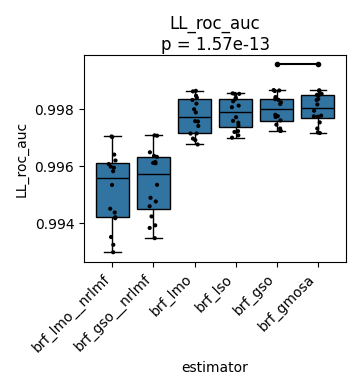 LL_roc_auc
p = 1.57e-13
LL_roc_auc
0.998
0.996
0.994
brf_lmo__nrlmf
brf_gso__nrlmf
brf_lmo
brf_lso
brf_gso
brf_gmosa
estimator